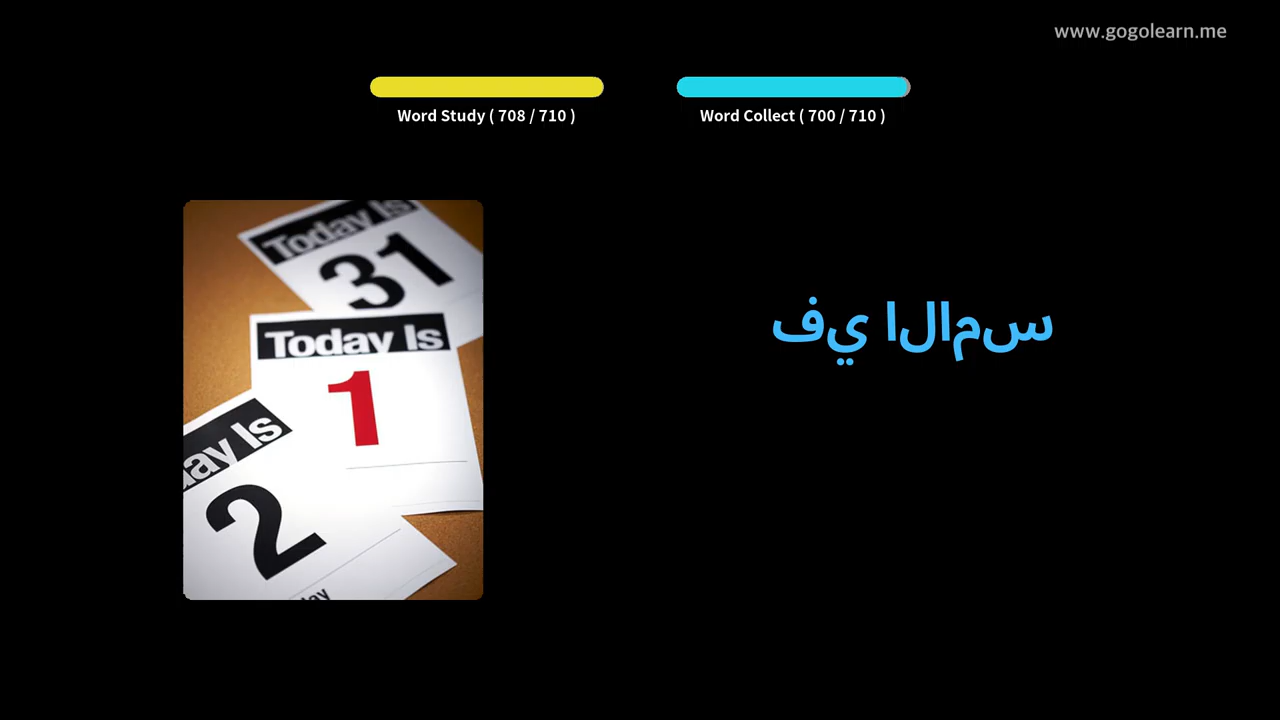 www.gogolearn.me
Word Study ( 708 / 710 )
Word Collect ( 700 / 710 )
Today Is
31
Today Is
1
ay Is
2
في الامس